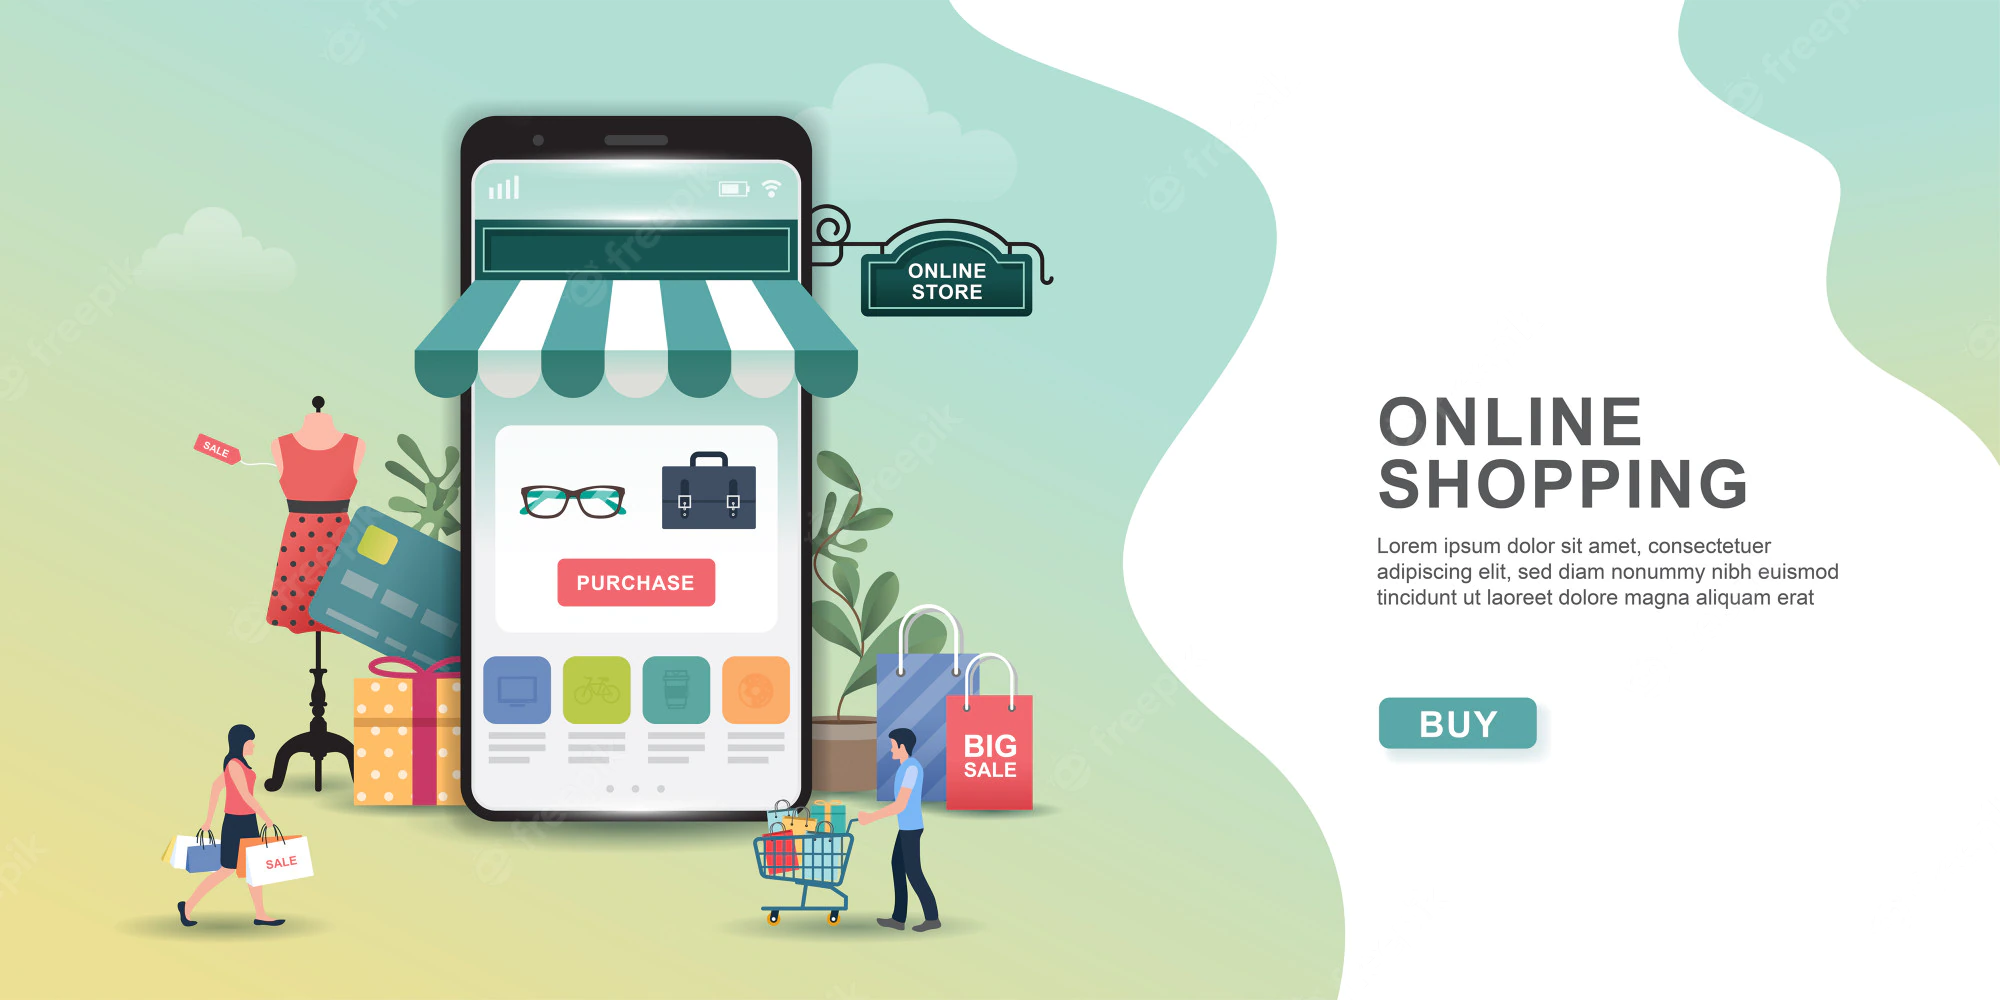 ONLINE
STORE
SALE
PURCHASE
BIG
SALE
SALE
ONLINE
SHOPPING
Lorem ipsum dolor sit amet, consectetuer
adipiscing elit, sed diam nonummy nibh euismod
tincidunt ut laoreet dolore magna aliquam erat
BUY
freepik